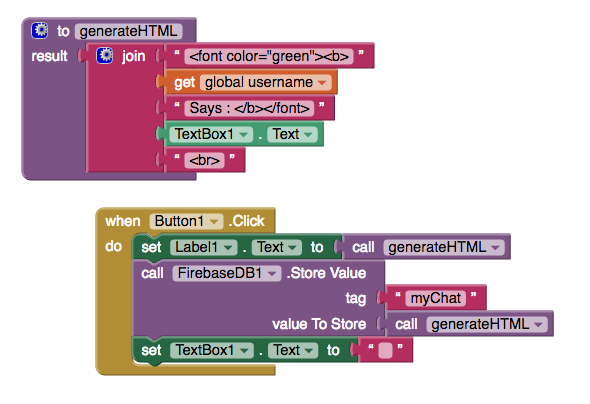 to generateHTML
result join " <font color="green"><b> "
get global username
" Says : </b></font> "
TextBox1 . Text
" <br> "
when Button1 .Click
do set Label1 . Text to call generateHTML
call FirebaseDB1 .Store Value
tag " myChat "
value To Store call generateHTML
set TextBox1 . Text to " "